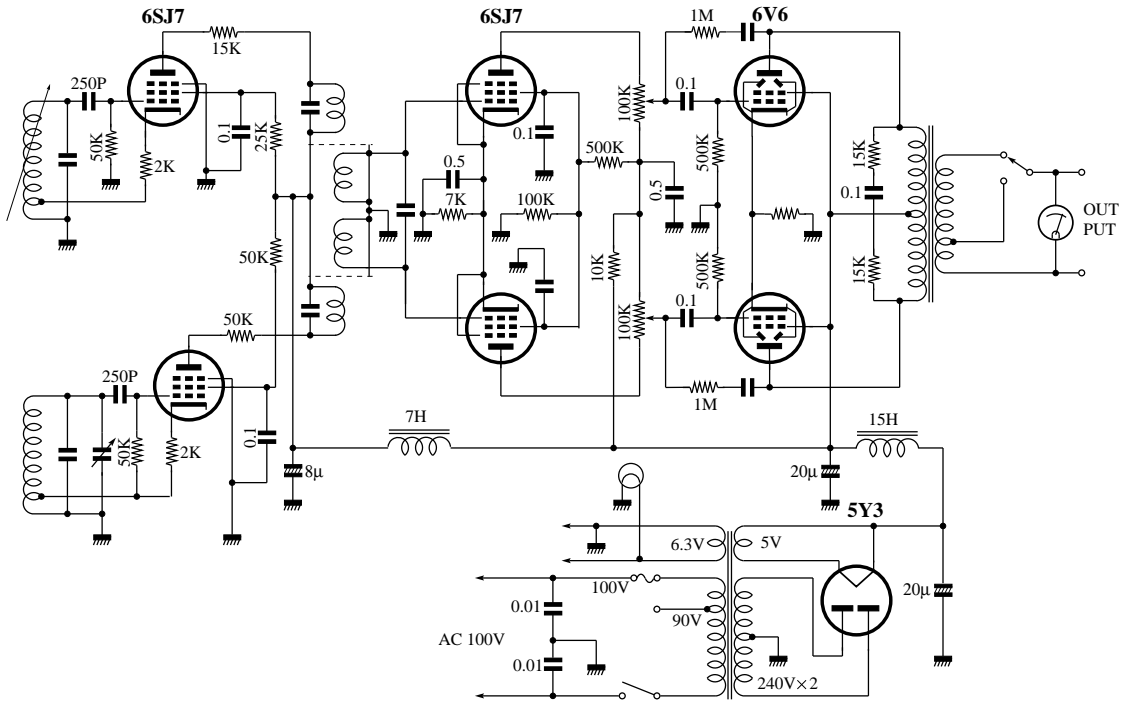 6SJ7
6SJ7
6V6
15K
1M
250P
0.1
50K
2K
0.1
25K
0.1
100K
500K
500K
0.5
7K
100K
0.5
15K
0.1
15K
OUT
PUT
50K
10K
500K
0.1
100K
50K
250P
1M
50K
2K
0.1
7H
15H
8μ
20μ
5Y3
6.3V
5V
100V
0.01
90V
20μ
AC 100V
0.01
240V×2